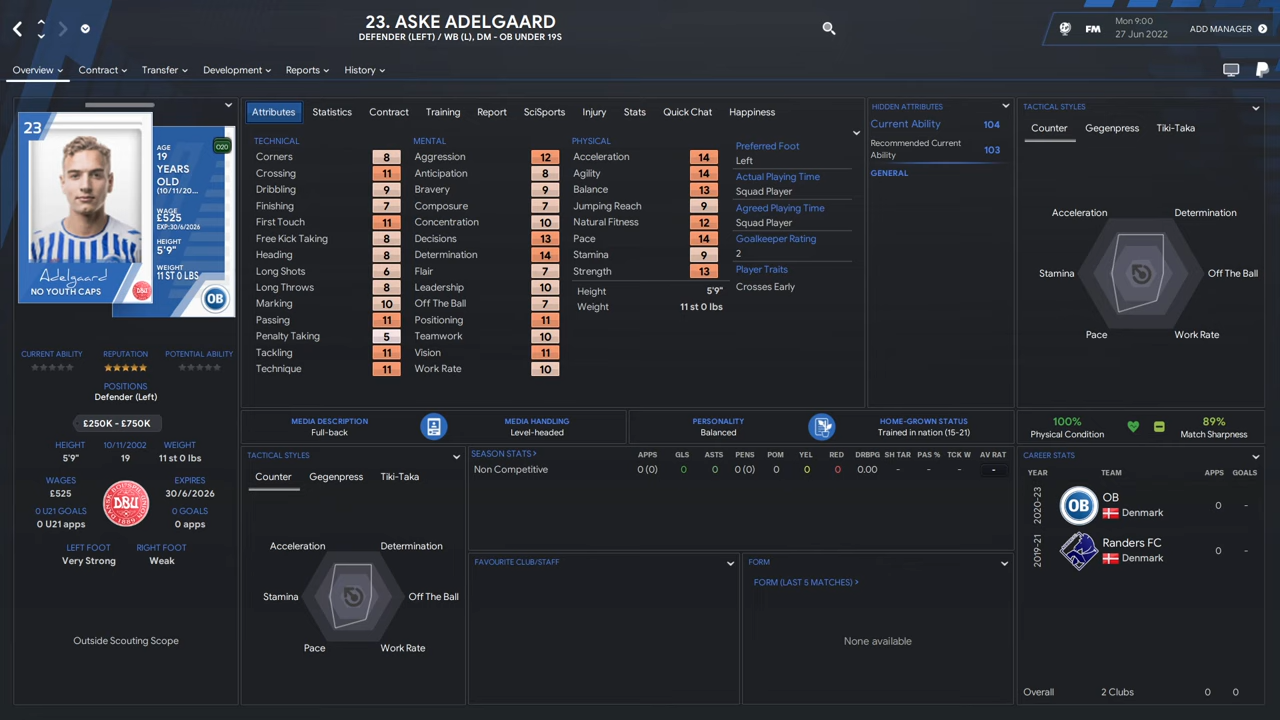 23. ASKE ADELGAARD
DEFENDER (LEFT) / WB (L), DM - OB UNDER 19S
FM
Mon 9:00
27 Jun 2022
ADD MANAGER
Overview
Contract
Transfer
Development
Reports
History
23
O20
AGE
19
YEARS
OLD
(10/11/20...
WAGE
£525
EXP:30/6/2026
HEIGHT
5'9"
WEIGHT
11 ST 0 LBS
Adelgaard
NO YOUTH CAPS
DBU
OB
CURRENT ABILITY
REPUTATION
POTENTIAL ABILITY
POSITIONS
Defender (Left)
£250K - £750K
HEIGHT
5'9"
10/11/2002
19
WEIGHT
11 st 0 lbs
WAGES
£525
DBU
EXPIRES
30/6/2026
0 U21 GOALS
0 U21 apps
0 GOALS
0 apps
LEFT FOOT
Very Strong
RIGHT FOOT
Weak
Outside Scouting Scope
Attributes
Statistics
Contract
Training
Report
SciSports
Injury
Stats
Quick Chat
Happiness
TECHNICAL
Corners 8
Crossing 11
Dribbling 9
Finishing 7
First Touch 11
Free Kick Taking 8
Heading 8
Long Shots 6
Long Throws 8
Marking 10
Passing 11
Penalty Taking 5
Tackling 11
Technique 11
MENTAL
Aggression 12
Anticipation 8
Bravery 9
Composure 7
Concentration 10
Decisions 13
Determination 14
Flair 7
Leadership 10
Off The Ball 7
Positioning 11
Teamwork 10
Vision 11
Work Rate 10
PHYSICAL
Acceleration 14
Agility 14
Balance 13
Jumping Reach 9
Natural Fitness 12
Pace 14
Stamina 9
Strength 13
Height 5'9"
Weight 11 st 0 lbs
Preferred Foot
Left
Actual Playing Time
Squad Player
Agreed Playing Time
Squad Player
Goalkeeper Rating
2
Player Traits
Crosses Early
HIDDEN ATTRIBUTES
Current Ability 104
Recommended Current
Ability 103
GENERAL
TACTICAL STYLES
Counter
Gegenpress
Tiki-Taka
Acceleration
Determination
Stamina
Off The Ball
Pace
Work Rate
MEDIA DESCRIPTION
Full-back
MEDIA HANDLING
Level-headed
PERSONALITY
Balanced
HOME-GROWN STATUS
Trained in nation (15-21)
100%
Physical Condition
89%
Match Sharpness
TACTICAL STYLES
Counter
Gegenpress
Tiki-Taka
Acceleration
Determination
Stamina
Off The Ball
Pace
Work Rate
SEASON STATS> APPS GLS ASTS PENS POM YEL RED DRBPG SH TAR PAS % TCK W AV RAT
Non Competitive 0 (0) 0 0 0 (0) 0 0 0 0.00 - - - -
FAVOURITE CLUB/STAFF
FORM
FORM (LAST 5 MATCHES) >
None available
CAREER STATS
YEAR TEAM APPS GOALS
2020-23
OB
OB
Denmark
0 -
2019-21
Randers FC
Denmark
0 -
Overall 2 Clubs 0 0